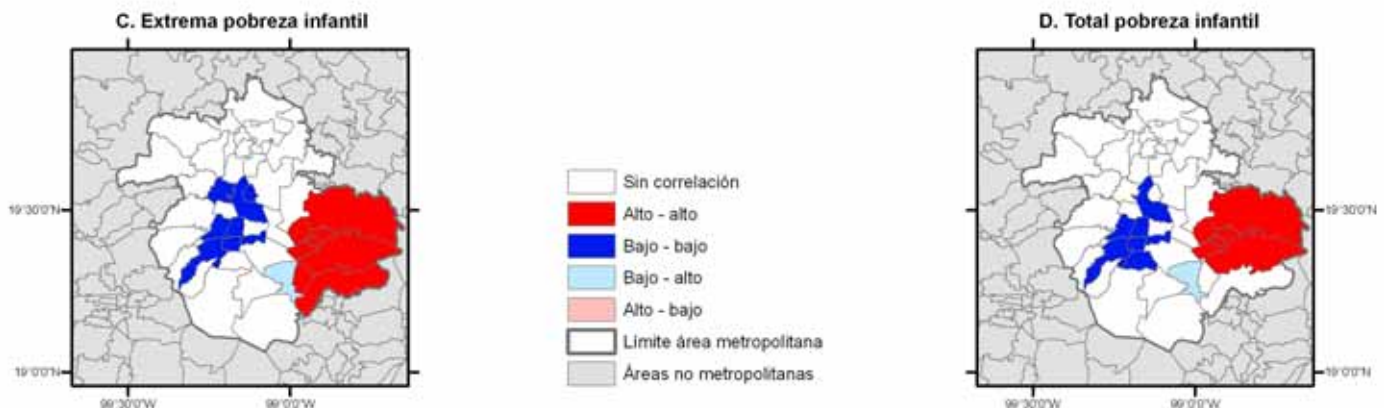 C. Extrema pobreza infantil
D. Total pobreza infantil
19°30'0"N
19°0'0"N
99°30'0"W
99°0'0"W
Sin correlación
Alto - alto
Bajo - bajo
Bajo - alto
Alto - bajo
Límite área metropolitana
Áreas no metropolitanas
19°30'0"N
19°0'0"N
99°30'0"W
99°0'0"W